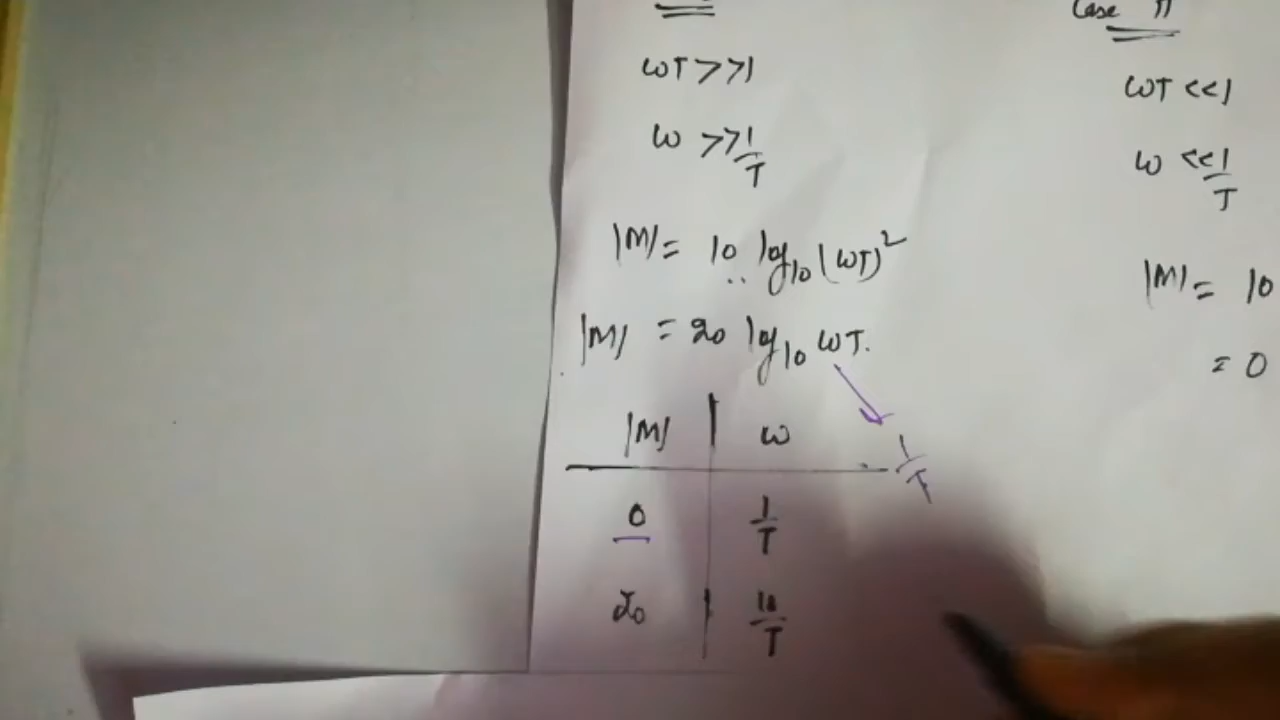 ωT >>1
ω >> 1/T
|M| = 10 log10 (ωT)²
|M| = 20 log10 ωT.
|M| | ω
1/T
0 | 1/T
20 | 10/T
Case II
ωT <<1
ω << 1/T
|M| = 10
= 0